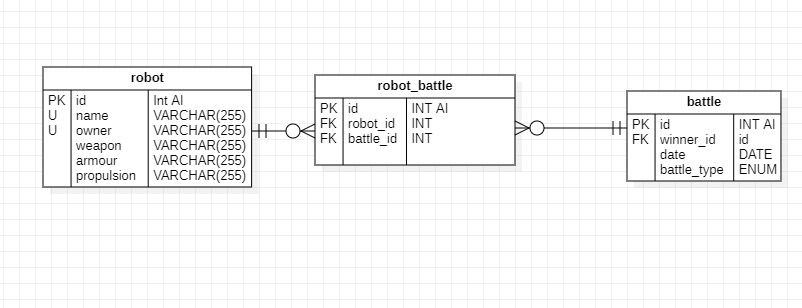 robot
PK id Int AI
U name VARCHAR(255)
U owner VARCHAR(255)
weapon VARCHAR(255)
armour VARCHAR(255)
propulsion VARCHAR(255)
robot_battle
PK id INT AI
FK robot_id INT
FK battle_id INT
battle
PK id INT AI
FK winner_id id
date DATE
battle_type ENUM